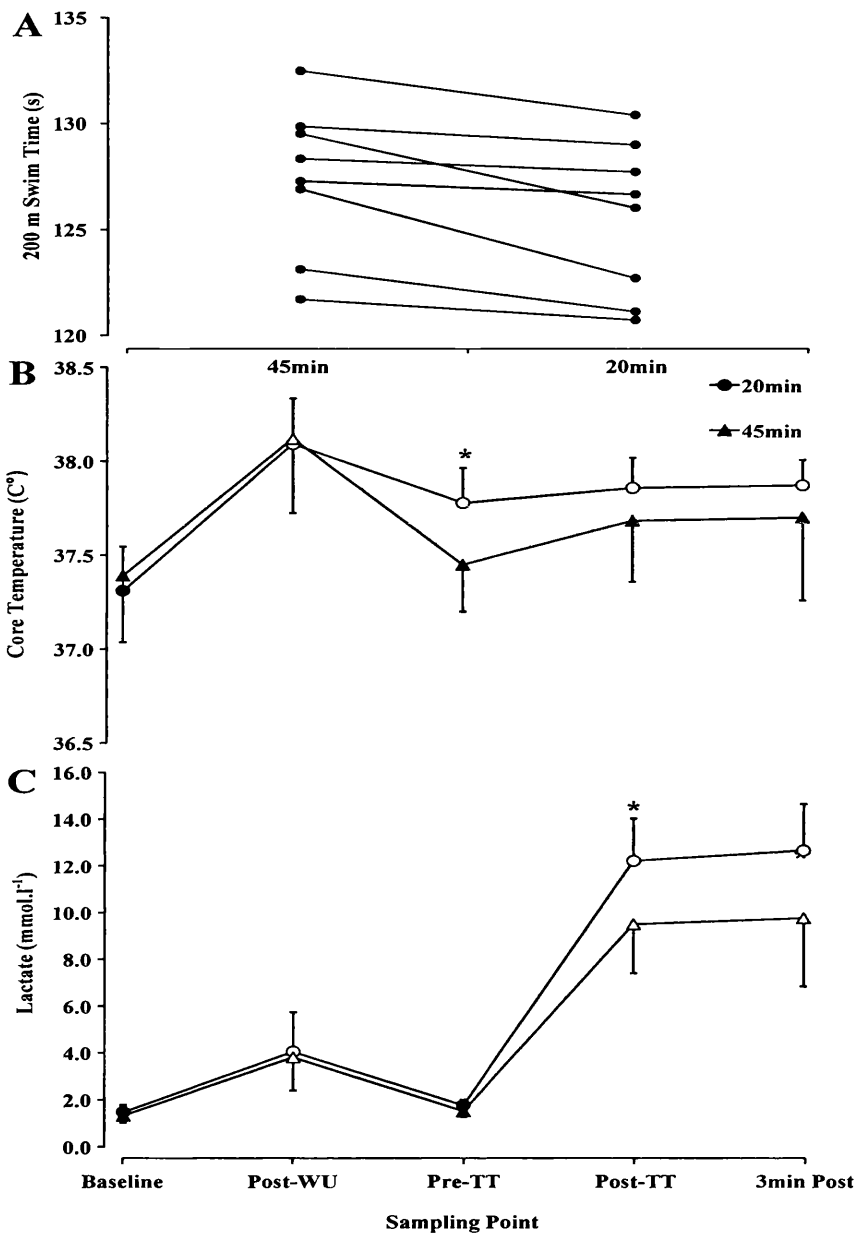 A
135
130
125
120
200 m Swim Time (s)
45min
20min
B
38.5
38.0
37.5
37.0
36.5
Core Temperature (C°)
20min
45min
*
C
16.0
14.0
12.0
10.0
8.0
6.0
4.0
2.0
0.0
Lactate (mmol.l⁻¹)
*
Baseline Post-WU Pre-TT Post-TT 3min Post
Sampling Point